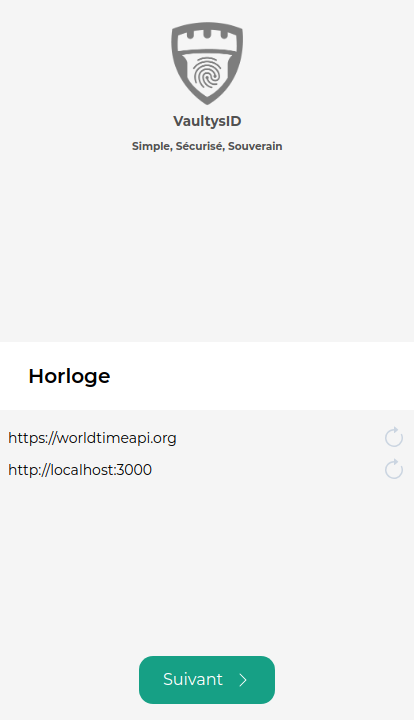 VaultysID
Simple, Sécurisé, Souverain
Horloge
https://worldtimeapi.org
http://localhost:3000
Suivant